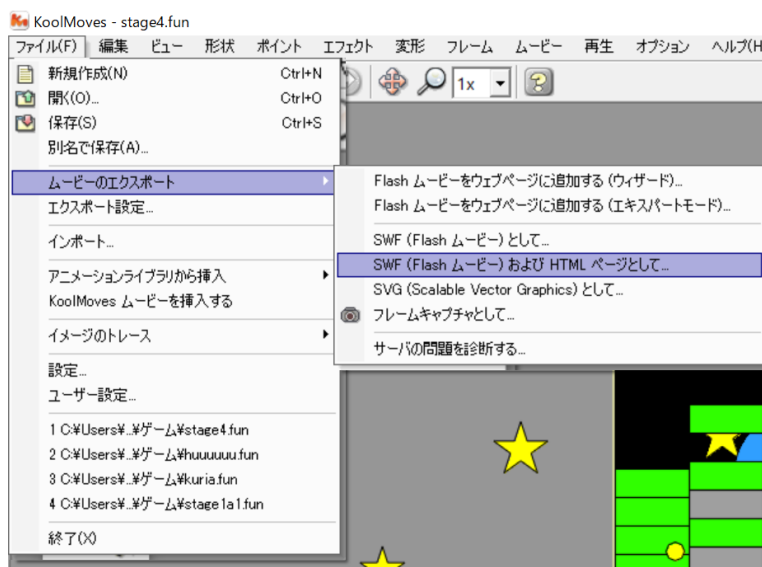 KoolMoves - stage4.fun
ファイル(F) 編集 ビュー 形状 ポイント エフェクト 変形 フレーム ムービー 再生 オプション ヘルプ(H
新規作成(N) Ctrl+N
開く(O)... Ctrl+O
1x
保存(S) Ctrl+S
別名で保存(A)...
ムービーのエクスポート
エクスポート設定...
インポート...
アニメーションライブラリから挿入
KoolMoves ムービーを挿入する
イメージのトレース
設定...
ユーザー設定...
1 C:¥Users¥...¥ゲーム¥stage4.fun
2 C:¥Users¥...¥ゲーム¥huuuuuu.fun
3 C:¥Users¥...¥ゲーム¥kuria.fun
4 C:¥Users¥...¥ゲーム¥stage1a1.fun
終了(X)
Flash ムービーをウェブページに追加する (ウィザード)...
Flash ムービーをウェブページに追加する (エキスパートモード)...
SWF (Flash ムービー) として...
SWF (Flash ムービー) および HTML ページとして...
SVG (Scalable Vector Graphics) として...
フレームキャプチャとして...
サーバの問題を診断する...